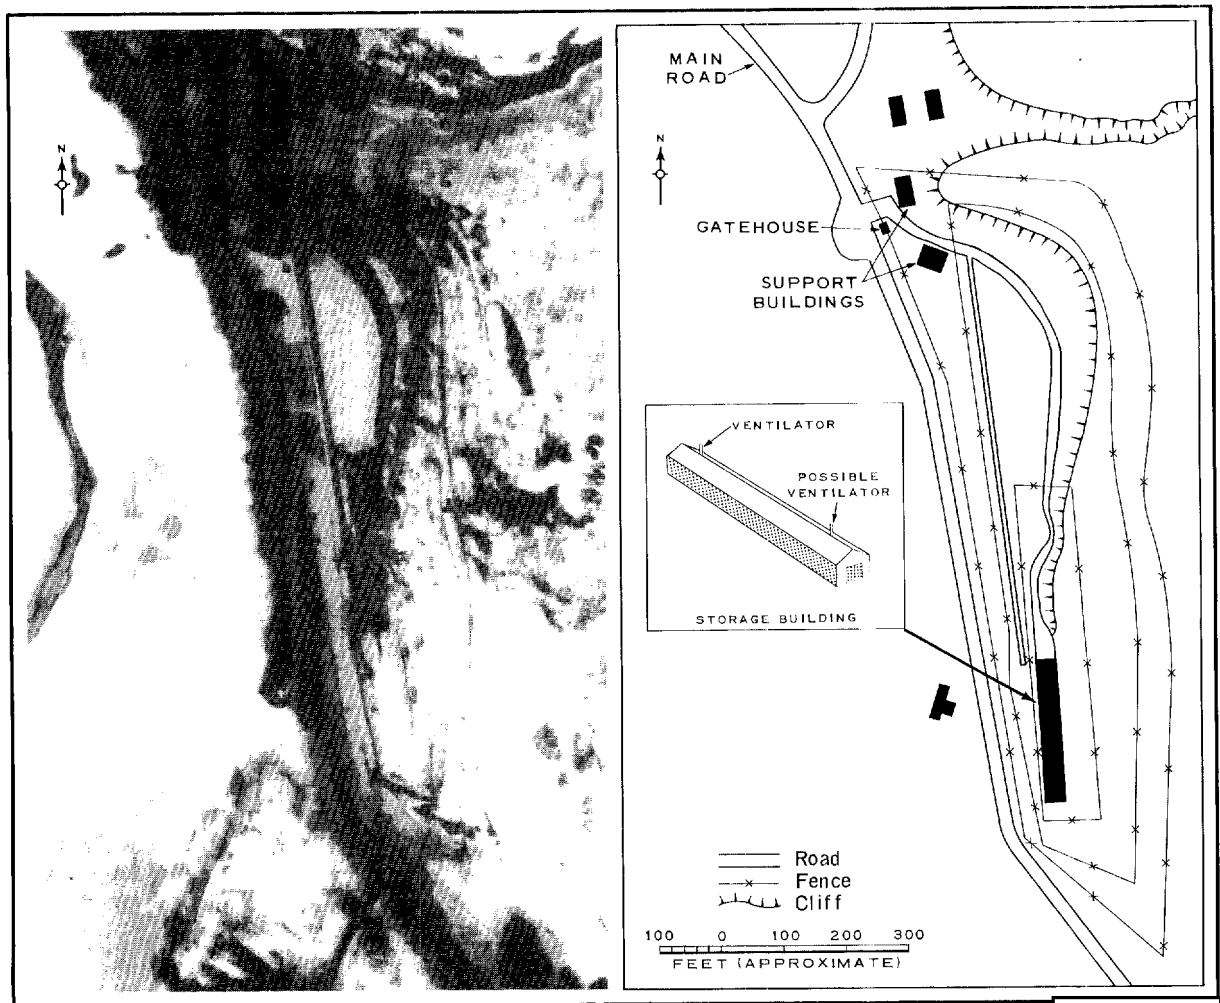 N
MAIN
ROAD
N
GATEHOUSE
SUPPORT
BUILDINGS
VENTILATOR
POSSIBLE
VENTILATOR
STORAGE BUILDING
Road
Fence
Cliff
100 0 100 200 300
FEET (APPROXIMATE)